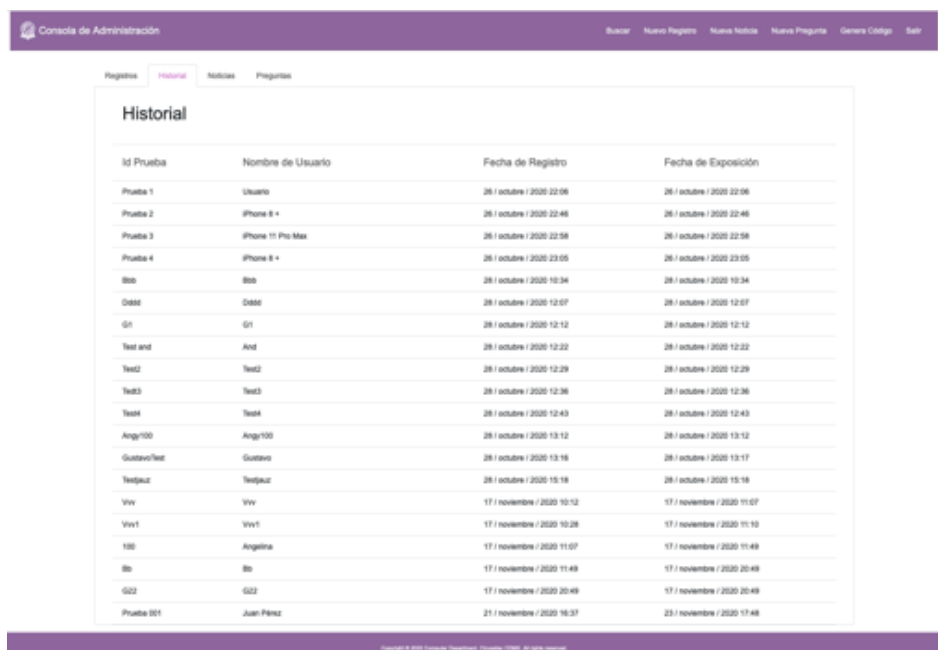 Consola de Administración Buscar Nuevo Registro Nueva Noticia Nueva Pregunta Genera Código Salir
Registros Historial Noticias Preguntas
Historial
Id Prueba Nombre de Usuario Fecha de Registro Fecha de Exposición
Prueba 1 Usuario 26 / octubre / 2020 22:06 26 / octubre / 2020 22:06
Prueba 2 iPhone 8 + 26 / octubre / 2020 22:46 26 / octubre / 2020 22:46
Prueba 3 iPhone 11 Pro Max 26 / octubre / 2020 22:58 26 / octubre / 2020 22:58
Prueba 4 iPhone 8 + 26 / octubre / 2020 23:05 26 / octubre / 2020 23:05
Bbb Bbb 28 / octubre / 2020 10:34 28 / octubre / 2020 10:34
Dddd Dddd 28 / octubre / 2020 12:07 28 / octubre / 2020 12:07
G1 G1 28 / octubre / 2020 12:12 28 / octubre / 2020 12:12
Test and And 28 / octubre / 2020 12:22 28 / octubre / 2020 12:22
Test2 Test2 28 / octubre / 2020 12:29 28 / octubre / 2020 12:29
Tedt3 Test3 28 / octubre / 2020 12:36 28 / octubre / 2020 12:36
Test4 Test4 28 / octubre / 2020 12:43 28 / octubre / 2020 12:43
Angy100 Angy100 28 / octubre / 2020 13:12 28 / octubre / 2020 13:12
GustavoTest Gustavo 28 / octubre / 2020 13:16 28 / octubre / 2020 13:17
Testjauz Testjauz 28 / octubre / 2020 15:18 28 / octubre / 2020 15:18
Vvv Vvv 17 / noviembre / 2020 10:12 17 / noviembre / 2020 11:07
Vvv1 Vvv1 17 / noviembre / 2020 10:28 17 / noviembre / 2020 11:10
100 Angelina 17 / noviembre / 2020 11:07 17 / noviembre / 2020 11:49
Bb Bb 17 / noviembre / 2020 11:49 17 / noviembre / 2020 20:49
G22 G22 17 / noviembre / 2020 20:49 17 / noviembre / 2020 20:49
Prueba 001 Juan Pérez 21 / noviembre / 2020 16:37 23 / noviembre / 2020 17:48
Copyright © 2020 Computer Department, All rights reserved